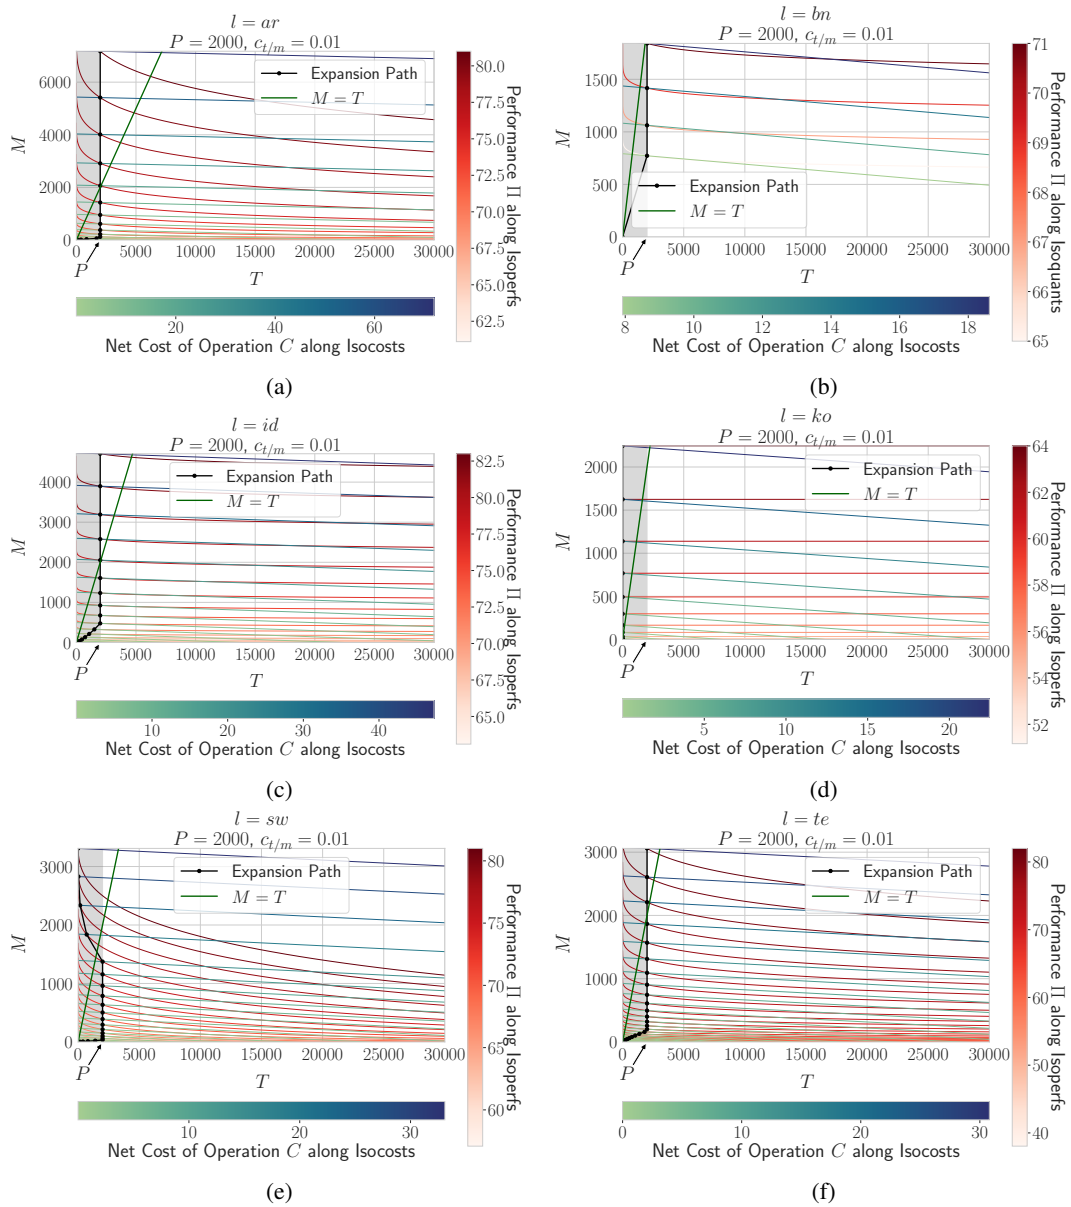 l = ar
P = 2000, c_{t/m} = 0.01
6000
4000
2000
0
M
Expansion Path
M = T
0 5000 10000 15000 20000 25000 30000
P
T
20 40 60
Net Cost of Operation C along Isocosts
80.0
77.5
75.0
72.5
70.0
67.5
65.0
62.5
Performance Π along Isoperfs
(a)
l = bn
P = 2000, c_{t/m} = 0.01
1500
1000
500
0
M
Expansion Path
M = T
0 5000 10000 15000 20000 25000 30000
P
T
8 10 12 14 16 18
Net Cost of Operation C along Isocosts
71
70
69
68
67
66
65
Performance Π along Isoquants
(b)
l = id
P = 2000, c_{t/m} = 0.01
4000
3000
2000
1000
0
M
Expansion Path
M = T
0 5000 10000 15000 20000 25000 30000
P
T
10 20 30 40
Net Cost of Operation C along Isocosts
82.5
80.0
77.5
75.0
72.5
70.0
67.5
65.0
Performance Π along Isoperfs
(c)
l = ko
P = 2000, c_{t/m} = 0.01
2000
1500
1000
500
0
M
Expansion Path
M = T
0 5000 10000 15000 20000 25000 30000
P
T
5 10 15 20
Net Cost of Operation C along Isocosts
64
62
60
58
56
54
52
Performance Π along Isoperfs
(d)
l = sw
P = 2000, c_{t/m} = 0.01
3000
2000
1000
0
M
Expansion Path
M = T
0 5000 10000 15000 20000 25000 30000
P
T
10 20 30
Net Cost of Operation C along Isocosts
80
75
70
65
60
Performance Π along Isoperfs
(e)
l = te
P = 2000, c_{t/m} = 0.01
3000
2000
1000
0
M
Expansion Path
M = T
0 5000 10000 15000 20000 25000 30000
P
T
0 10 20 30
Net Cost of Operation C along Isocosts
80
70
60
50
40
Performance Π along Isoperfs
(f)